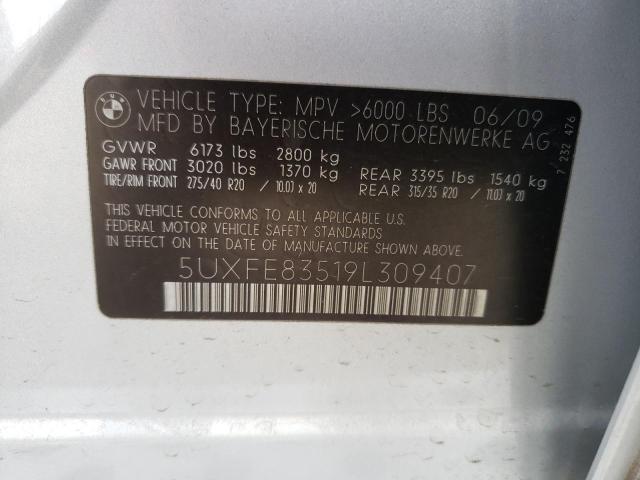 BMW
VEHICLE TYPE: MPV >6000 LBS 06/09
MFD BY BAYERISCHE MOTORENWERKE AG
GVWR 6173 lbs 2800 kg
GAWR FRONT 3020 lbs 1370 kg REAR 3395 lbs 1540 kg
TIRE/RIM FRONT 275/40 R20 / 10.0J x 20 REAR 315/35 R20 / 11.0J x 20
THIS VEHICLE CONFORMS TO ALL APPLICABLE U.S.
FEDERAL MOTOR VEHICLE SAFETY STANDARDS
IN EFFECT ON THE DATE OF MANUFACTURE SHOWN ABOVE.
5UXFE83519L309407
7 232 476